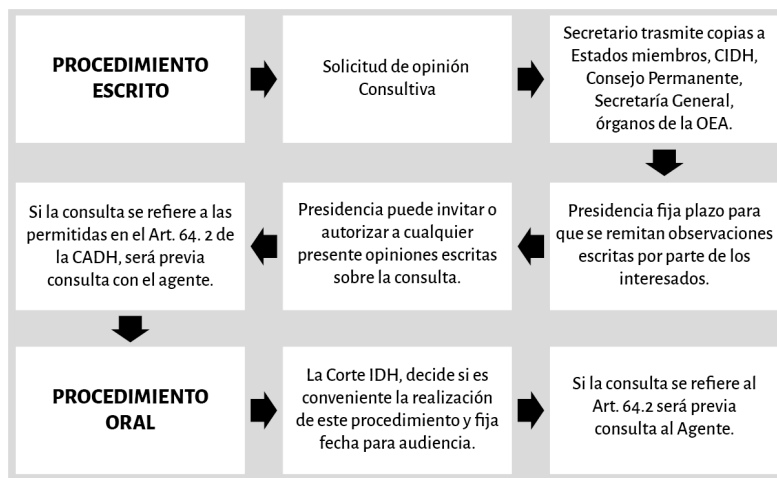 PROCEDIMIENTO
ESCRITO
Solicitud de opinión
Consultiva
Secretario trasmite copias a
Estados miembros, CIDH,
Consejo Permanente,
Secretaría General,
órganos de la OEA.
Presidencia fija plazo para
que se remitan observaciones
escritas por parte de los
interesados.
Presidencia puede invitar o
autorizar a cualquier
presente opiniones escritas
sobre la consulta.
Si la consulta se refiere a las
permitidas en el Art. 64. 2 de
la CADH, será previa
consulta con el agente.
PROCEDIMIENTO
ORAL
La Corte IDH, decide si es
conveniente la realización
de este procedimiento y fija
fecha para audiencia.
Si la consulta se refiere al
Art. 64.2 será previa
consulta al Agente.